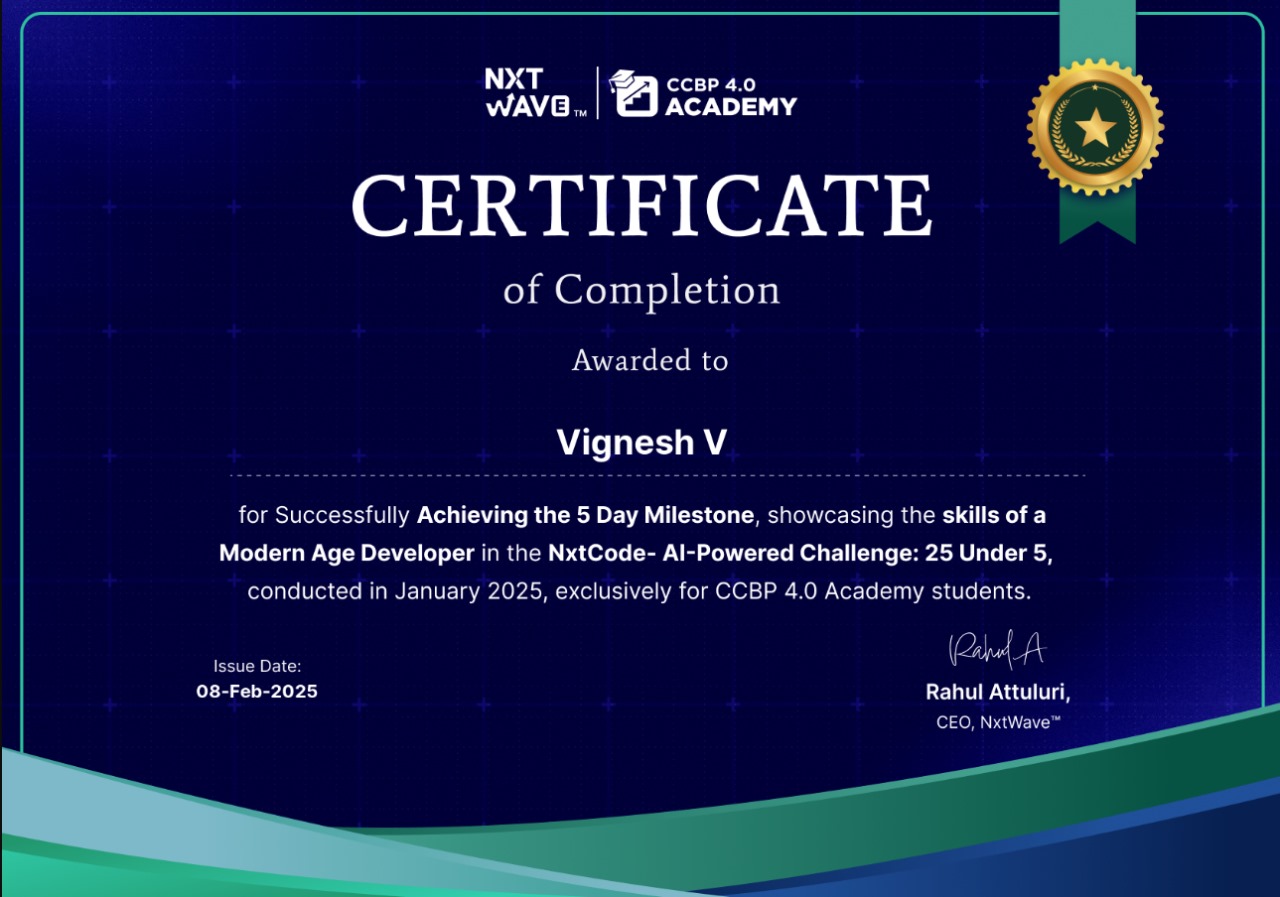 NXT
WAVE™
CCBP 4.0
ACADEMY
CERTIFICATE
of Completion
Awarded to
Vignesh V
for Successfully Achieving the 5 Day Milestone, showcasing the skills of a
Modern Age Developer in the NxtCode- AI-Powered Challenge: 25 Under 5,
conducted in January 2025, exclusively for CCBP 4.0 Academy students.
Issue Date:
08-Feb-2025
Rahul A
Rahul Attuluri,
CEO, NxtWave™